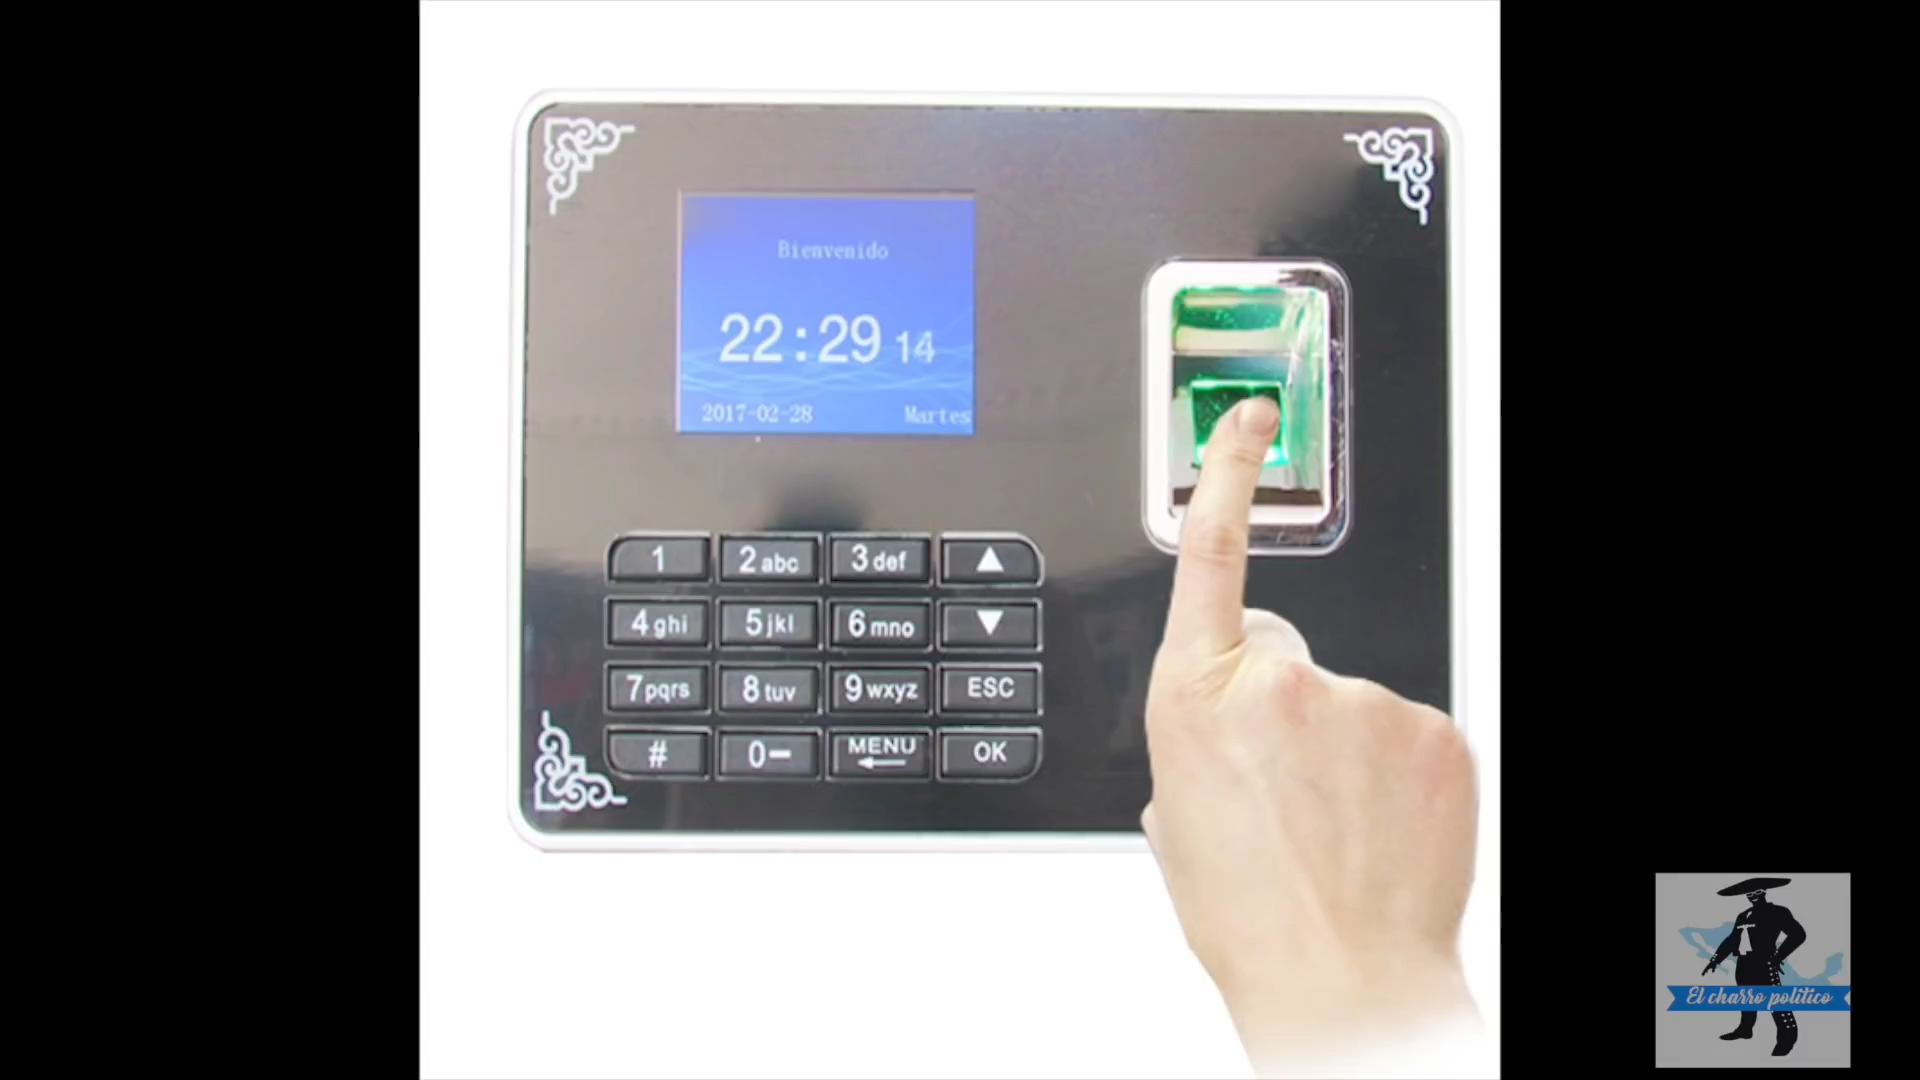 Bienvenido
22:29 14
2017-02-28 Martes
1 2 abc 3 def ▲
4 ghi 5 jkl 6 mno ▼
7 pqrs 8 tuv 9 wxyz ESC
# 0– MENU OK
El charro político